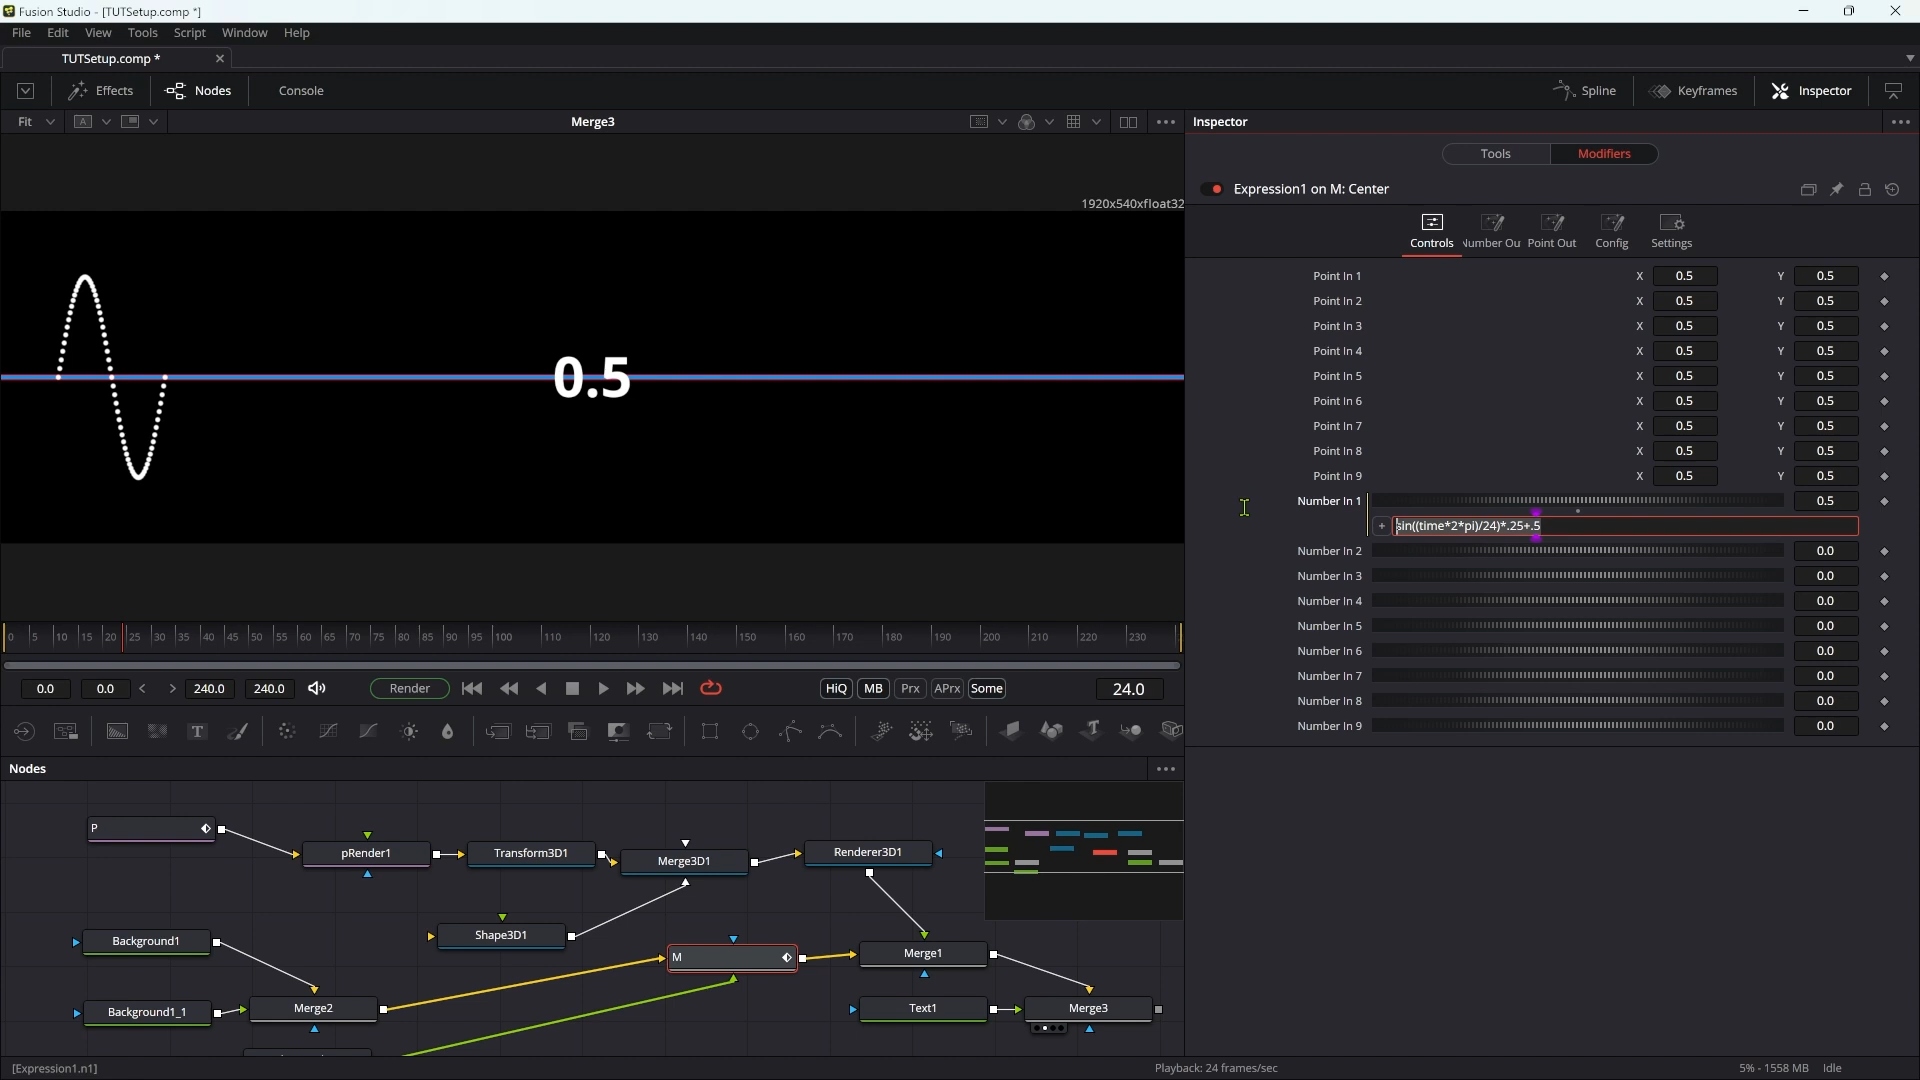 Fusion Studio - [TUTSetup.comp *]
File Edit View Tools Script Window Help
TUTSetup.comp *
Effects Nodes Console Spline Keyframes Inspector
Fit A Merge3 Inspector
Tools Modifiers
Expression1 on M: Center
1920x540xfloat32
Controls Number Ou Point Out Config Settings
Point In 1 X 0.5 Y 0.5
Point In 2 X 0.5 Y 0.5
Point In 3 X 0.5 Y 0.5
Point In 4 X 0.5 Y 0.5
Point In 5 X 0.5 Y 0.5
Point In 6 X 0.5 Y 0.5
Point In 7 X 0.5 Y 0.5
Point In 8 X 0.5 Y 0.5
Point In 9 X 0.5 Y 0.5
0.5
Number In 1 0.5
sin((time*2*pi)/24)*.25+.5
Number In 2 0.0
Number In 3 0.0
Number In 4 0.0
Number In 5 0.0
Number In 6 0.0
Number In 7 0.0
Number In 8 0.0
Number In 9 0.0
0 5 10 15 20 25 30 35 40 45 50 55 60 65 70 75 80 85 90 95 100 110 120 130 140 150 160 170 180 190 200 210 220 230
0.0 0.0 240.0 240.0 Render HiQ MB Prx APrx Some 24.0
Nodes
P
pRender1 Transform3D1 Merge3D1 Renderer3D1
Background1 Shape3D1 M Merge1
Background1_1 Merge2 Text1 Merge3
[Expression1.n1] Playback: 24 frames/sec 5% - 1558 MB Idle